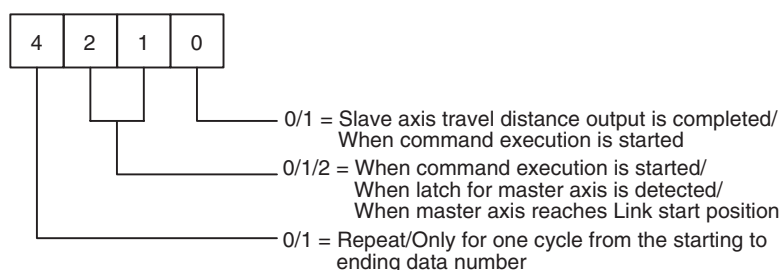 4 2 1 0
0/1 = Slave axis travel distance output is completed/
When command execution is started
0/1/2 = When command execution is started/
When latch for master axis is detected/
When master axis reaches Link start position
0/1 = Repeat/Only for one cycle from the starting to
ending data number